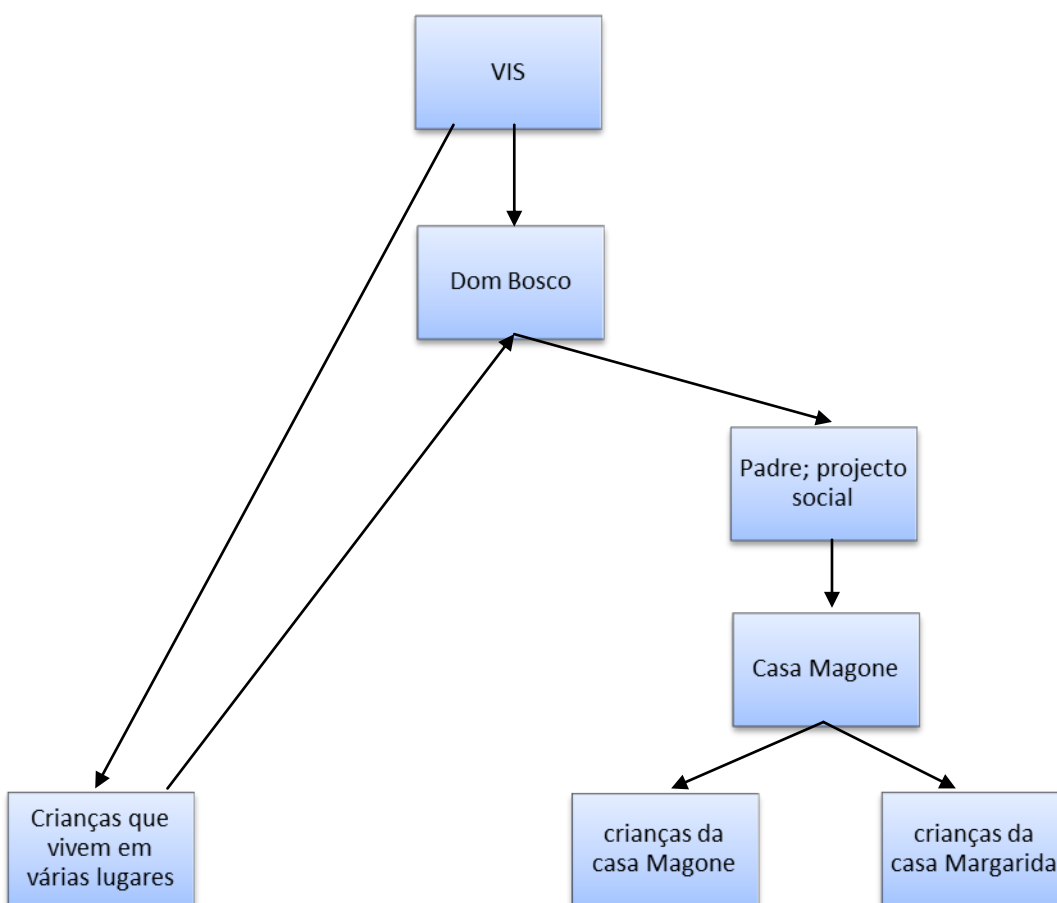 VIS
Dom Bosco
Padre; projecto
social
Casa Magone
Crianças que
vivem em
várias lugares
crianças da
casa Magone
crianças da
casa Margarida